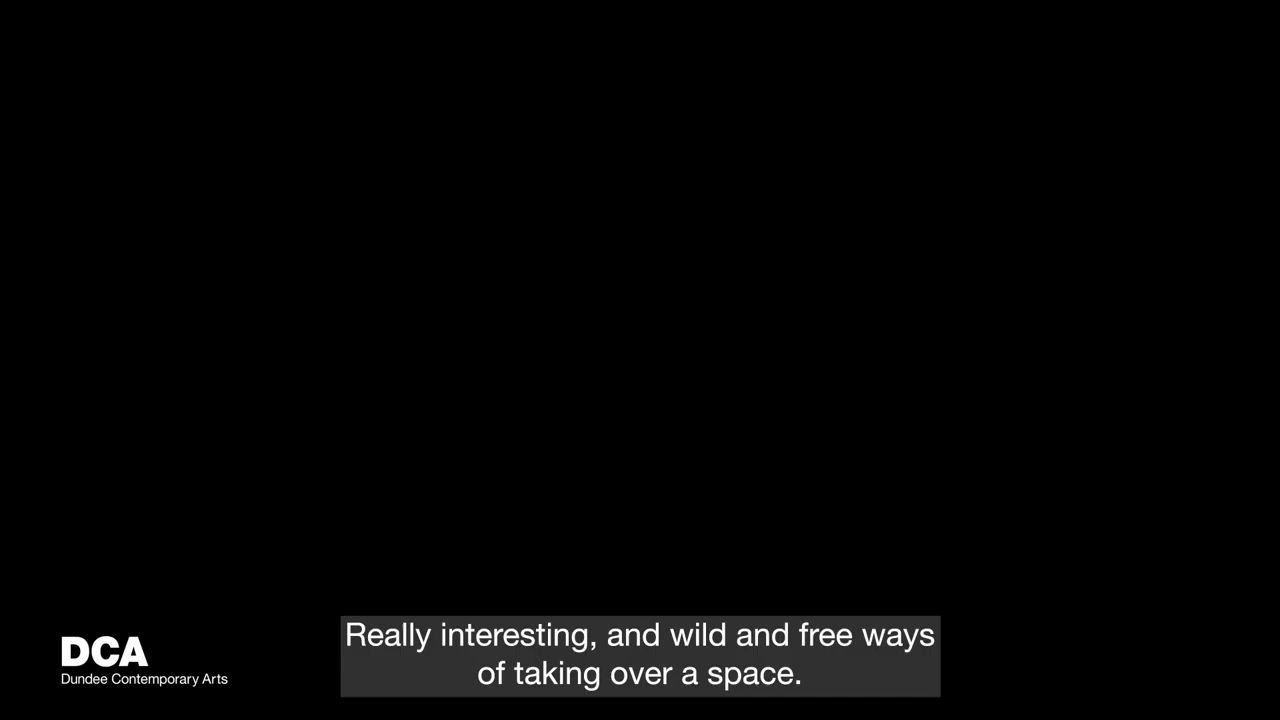 DCA
Dundee Contemporary Arts
Really interesting, and wild and free ways
of taking over a space.